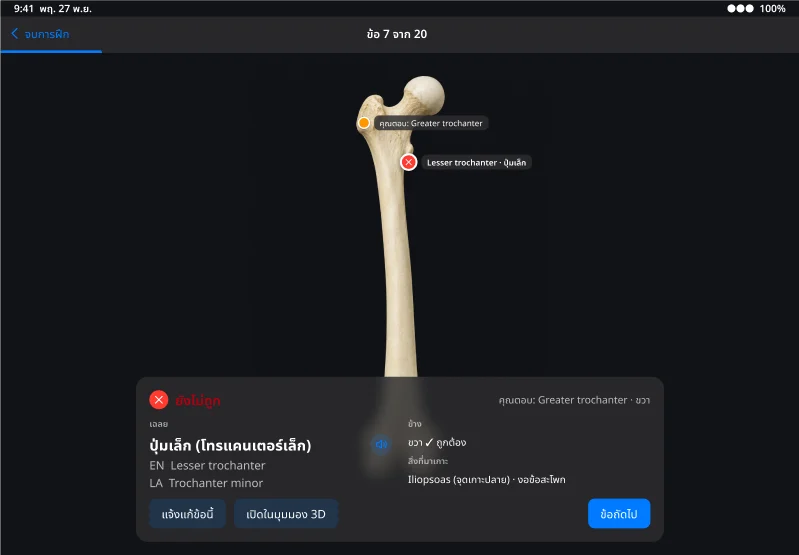 9:41 พฤ. 27 พ.ย.
100%
จบการฝึก
ข้อ 7 จาก 20
คุณตอบ: Greater trochanter
Lesser trochanter · ปุ่มเล็ก
ยังไม่ถูก
คุณตอบ: Greater trochanter · ขวา
เฉลย
ปุ่มเล็ก (โทรแคนเตอร์เล็ก)
EN Lesser trochanter
LA Trochanter minor
ข้าง
ขวา ✓ ถูกต้อง
สิ่งที่มาเกาะ
Iliopsoas (จุดเกาะปลาย) · งอข้อสะโพก
แจ้งแก้ข้อนี้
เปิดในมุมมอง 3D
ข้อถัดไป